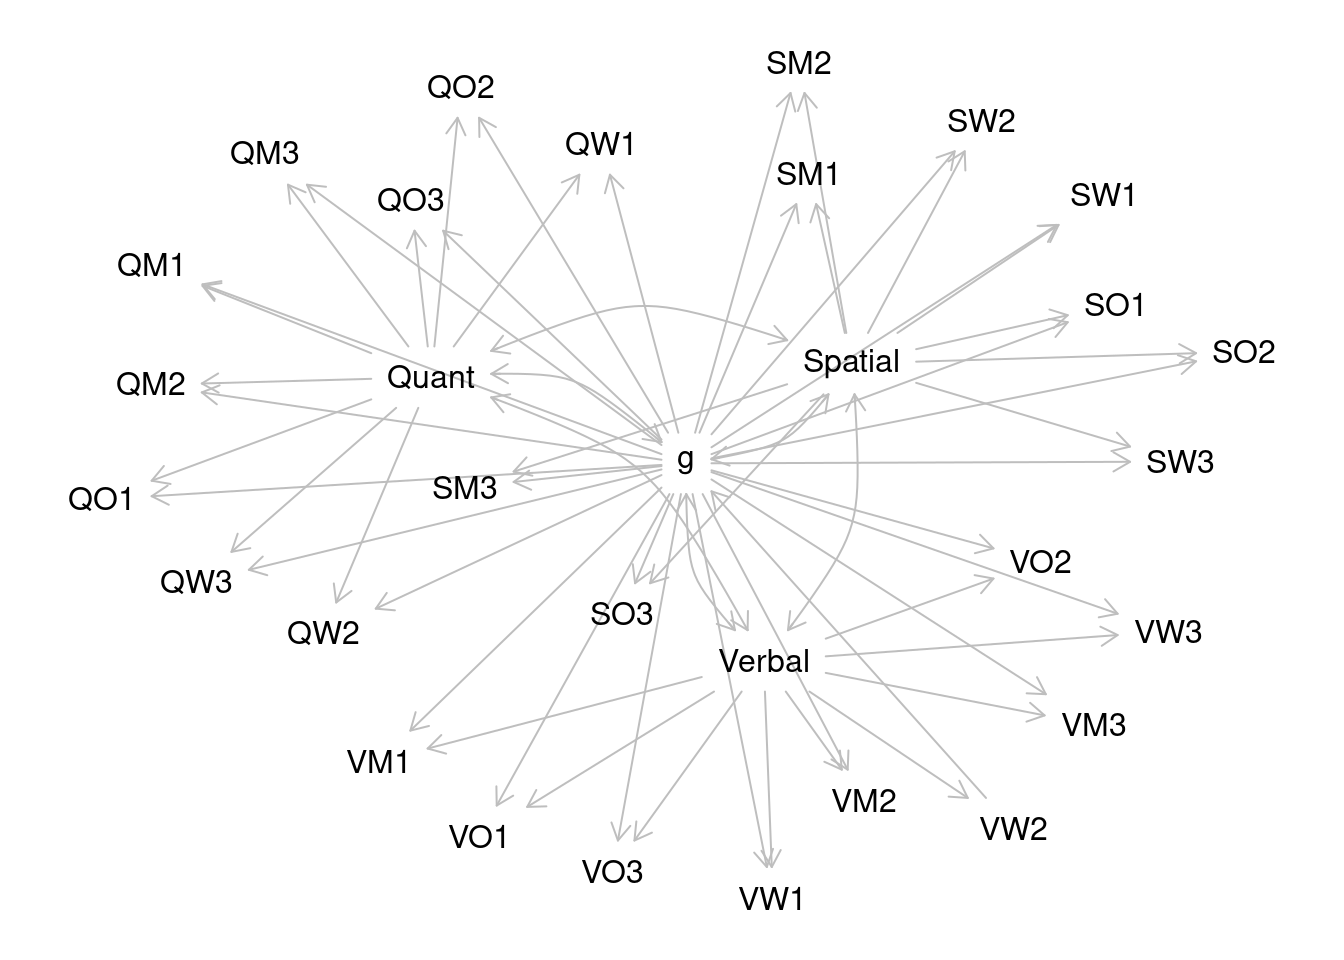 SM2
QO2
SW2
QW1
QM3
SM1
SW1
QO3
QM1
SO1
SO2
Spatial
Quant
QM2
g
SW3
SM3
QO1
VO2
QW3
SO3
QW2
VW3
Verbal
VM3
VM1
VM2
VW2
VO1
VO3
VW1